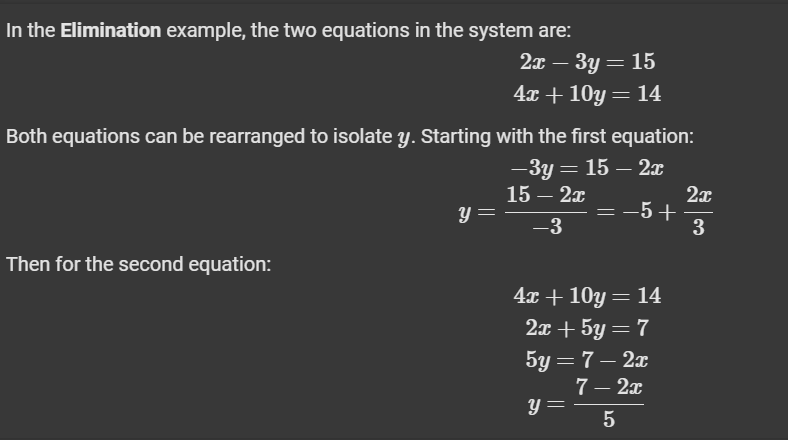 In the Elimination example, the two equations in the system are:
2x − 3y = 15
4x + 10y = 14
Both equations can be rearranged to isolate y. Starting with the first equation:
−3y = 15 − 2x
y = \frac{15 − 2x}{−3} = −5 + \frac{2x}{3}
Then for the second equation:
4x + 10y = 14
2x + 5y = 7
5y = 7 − 2x
y = \frac{7 − 2x}{5}